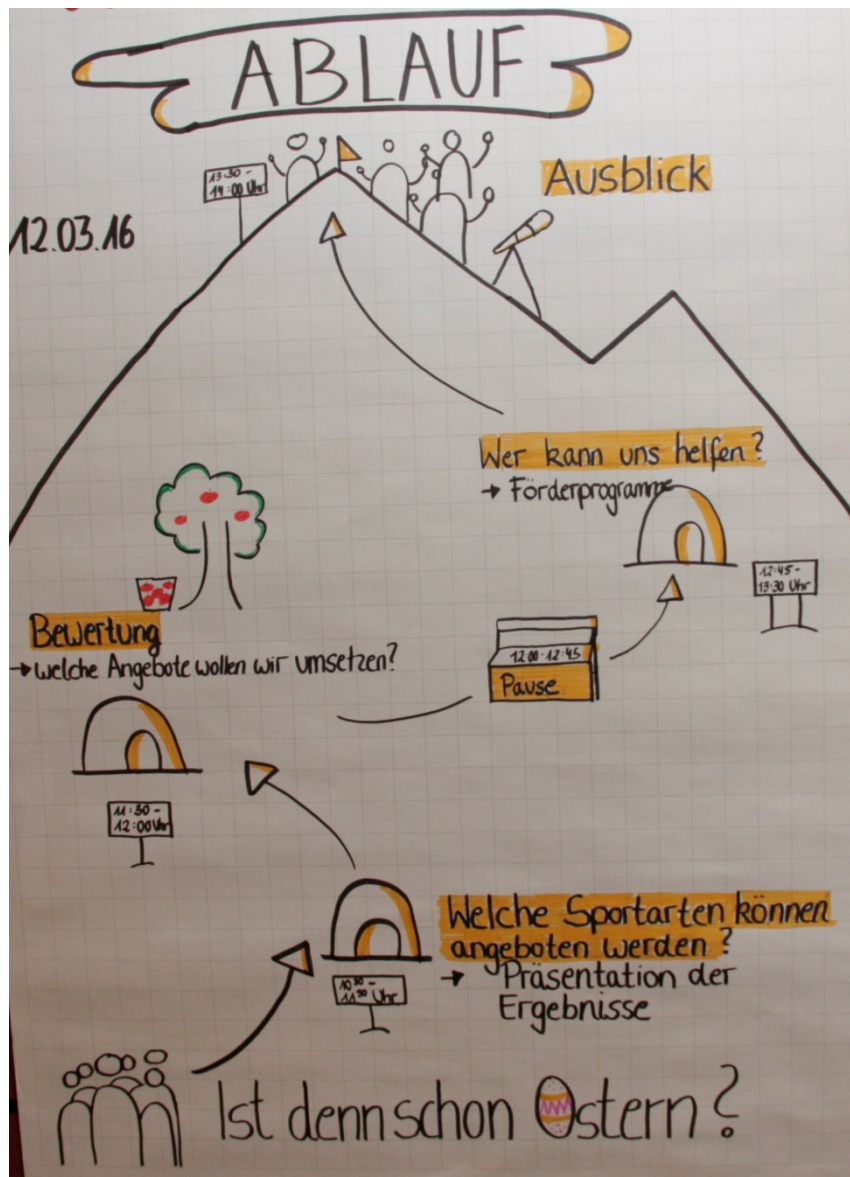 ABLAUF
13:30 -
14:00 Uhr
Ausblick
12.03.16
Wer kann uns helfen?
→ Förderprogramme
12:45 -
13:30 Uhr
Bewertung
→ welche Angebote wollen wir umsetzen?
12:00-12:45
Pause
11:30 -
12:00 Uhr
Welche Sportarten können
angeboten werden?
→ Präsentation der
Ergebnisse
10:30 -
11:30 Uhr
Ist denn schon Ostern?